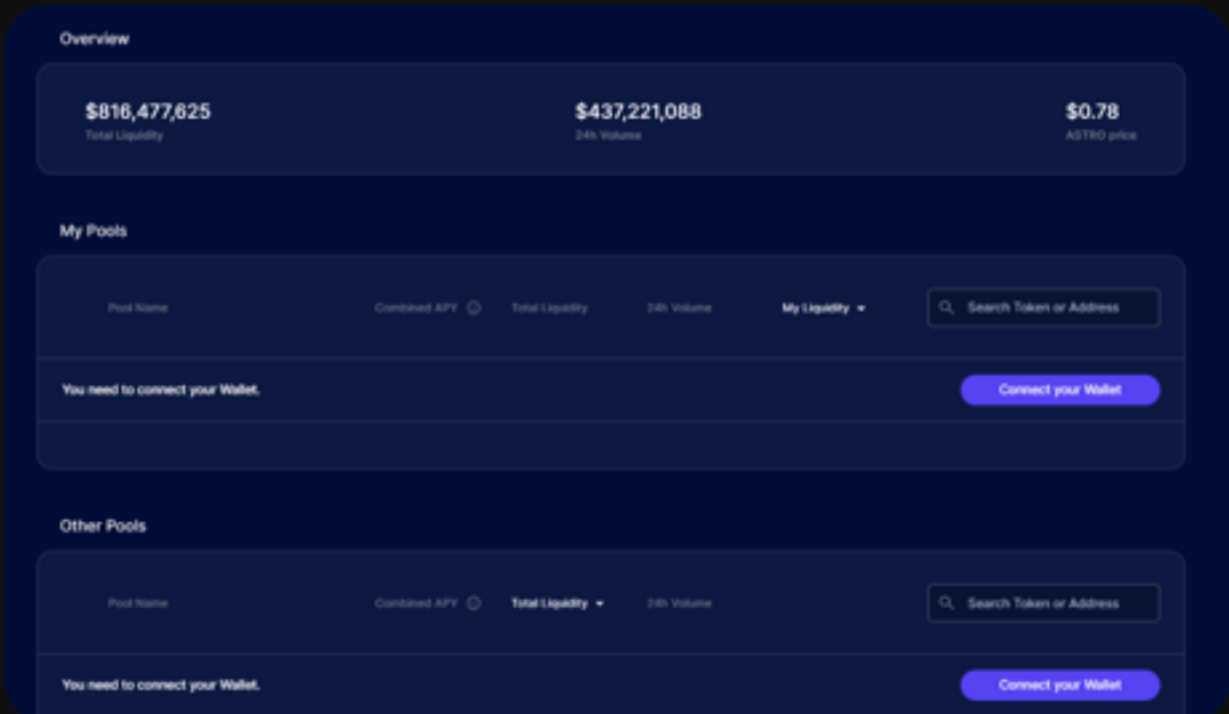 Overview
$816,477,625 $437,221,088 $0.78
Total Liquidity 24h Volume ASTRO price
My Pools
Pool Name Combined APY Total Liquidity 24h Volume My Liquidity Search Token or Address
You need to connect your Wallet. Connect your Wallet
Other Pools
Pool Name Combined APY Total Liquidity 24h Volume Search Token or Address
You need to connect your Wallet. Connect your Wallet